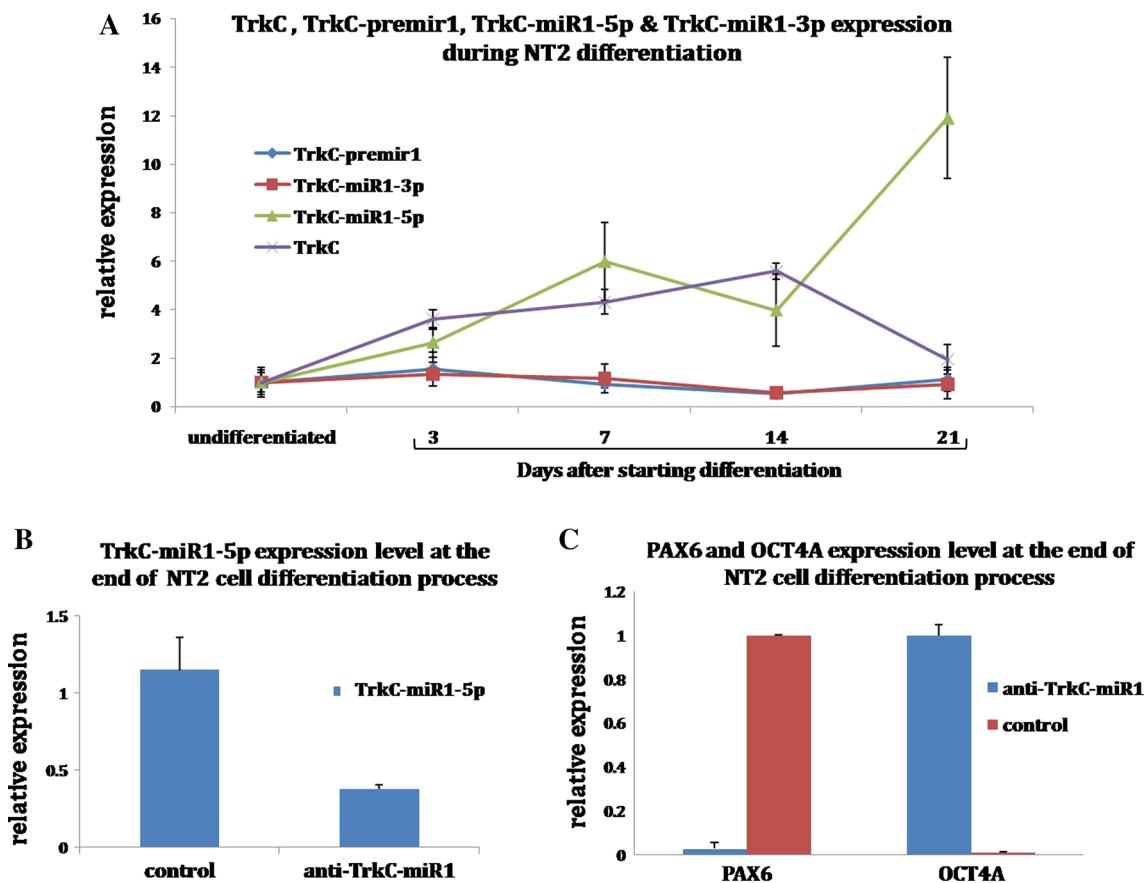 A
TrkC , TrkC-premir1, TrkC-miR1-5p & TrkC-miR1-3p expression
during NT2 differentiation
relative expression
16
14
12
10
8
6
4
2
0
TrkC-premir1
TrkC-miR1-3p
TrkC-miR1-5p
TrkC
undifferentiated 3 7 14 21
Days after starting differentiation
B
TrkC-miR1-5p expression level at the
end of NT2 cell differentiation process
relative expression
1.5
1
0.5
0
TrkC-miR1-5p
control anti-TrkC-miR1
C
PAX6 and OCT4A expression level at the end of
NT2 cell differentiation process
relative expression
1.2
1
0.8
0.6
0.4
0.2
0
anti-TrkC-miR1
control
PAX6 OCT4A